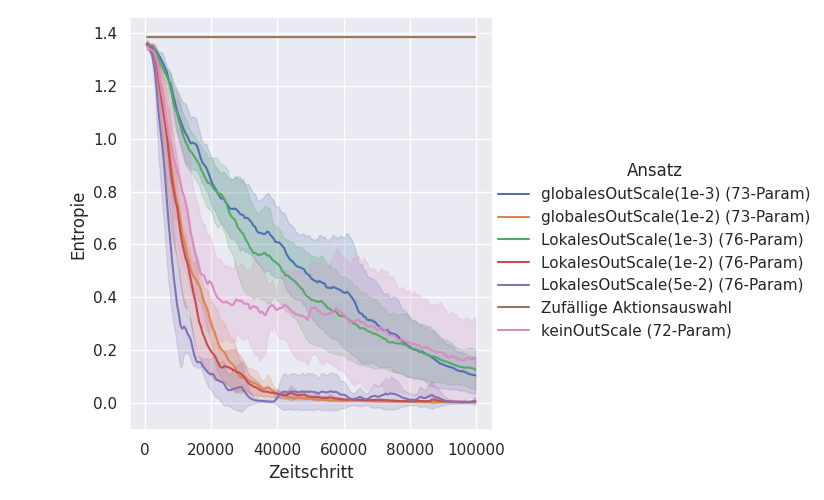 1.4
1.2
1.0
0.8
0.6
0.4
0.2
0.0
Entropie
0 20000 40000 60000 80000 100000
Zeitschritt
Ansatz
globalesOutScale(1e-3) (73-Param)
globalesOutScale(1e-2) (73-Param)
LokalesOutScale(1e-3) (76-Param)
LokalesOutScale(1e-2) (76-Param)
LokalesOutScale(5e-2) (76-Param)
Zufällige Aktionsauswahl
keinOutScale (72-Param)